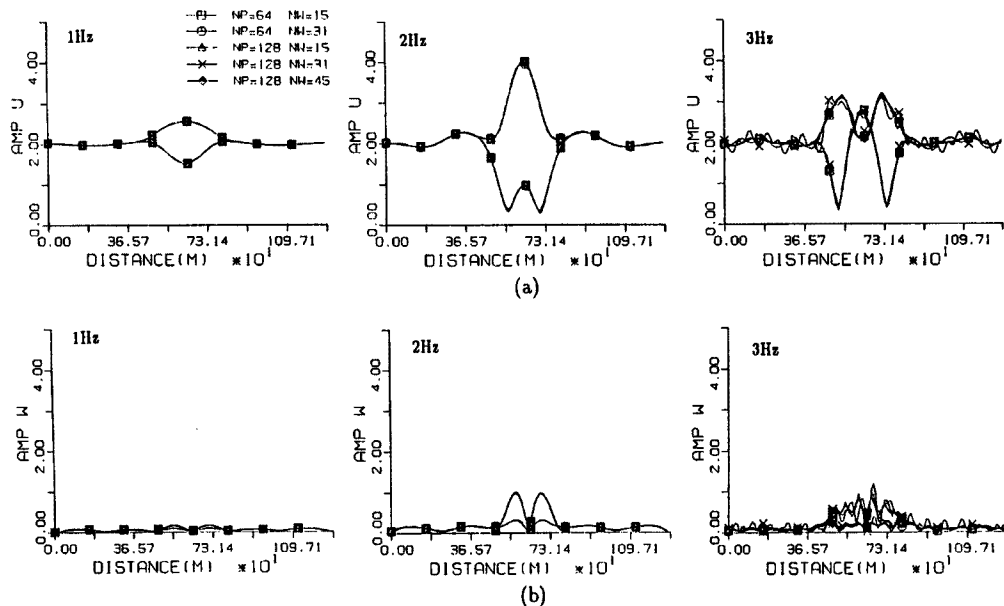 NP=64 NW=15
NP=64 NW=31
NP=128 NW=15
NP=128 NW=31
NP=128 NW=45
1Hz
AMP U
0.00 2.00 4.00
0.00 36.57 73.14 109.71
DISTANCE(M) *10¹
2Hz
AMP U
0.00 2.00 4.00
0.00 36.57 73.14 109.71
DISTANCE(M) *10¹
3Hz
AMP U
0.00 2.00 4.00
0.00 36.57 73.14 109.71
DISTANCE(M) *10¹
(a)
1Hz
AMP W
0.00 2.00 4.00
0.00 36.57 73.14 109.71
DISTANCE(M) *10¹
2Hz
AMP W
0.00 2.00 4.00
0.00 36.57 73.14 109.71
DISTANCE(M) *10¹
3Hz
AMP W
0.00 2.00 4.00
0.00 36.57 73.14 109.71
DISTANCE(M) *10¹
(b)